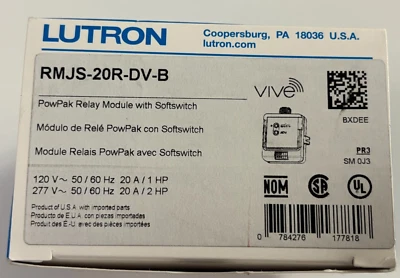 LUTRON
Coopersburg, PA 18036 U.S.A.
lutron.com
RMJS-20R-DV-B
vive
PowPak Relay Module with Softswitch
BXDEE
Módulo de Relé PowPak con Softswitch
Module Relais PowPak avec Softswitch
PR3
SM 0J3
120 V~ 50 / 60 Hz 20 A / 1 HP
277 V~ 50 / 60 Hz 20 A / 2 HP
NOM SA UL
Product of U.S.A. with imported parts
Producto de E.U.A. con piezas importadas
Produit des É.-U. avec des pièces importées
0 784276 177818